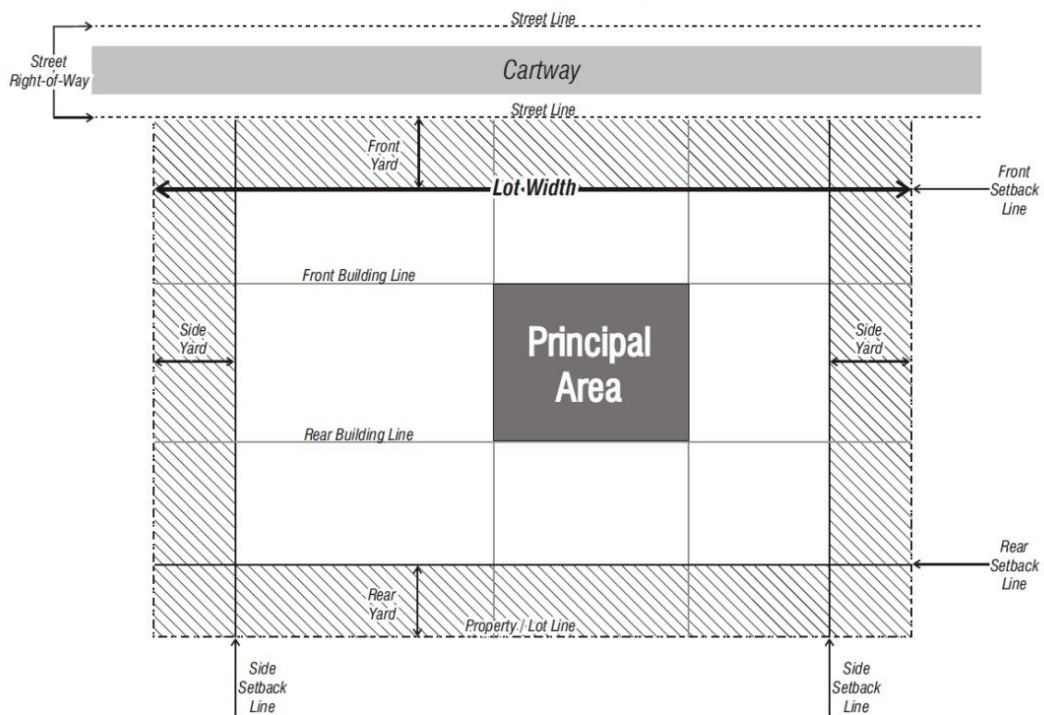 Street Line
Street
Right-of-Way
Cartway
Street Line
Front
Yard
Lot Width
Front
Setback
Line
Front Building Line
Side
Yard
Principal
Area
Side
Yard
Rear Building Line
Rear
Setback
Line
Rear
Yard
Property / Lot Line
Side
Setback
Line
Side
Setback
Line